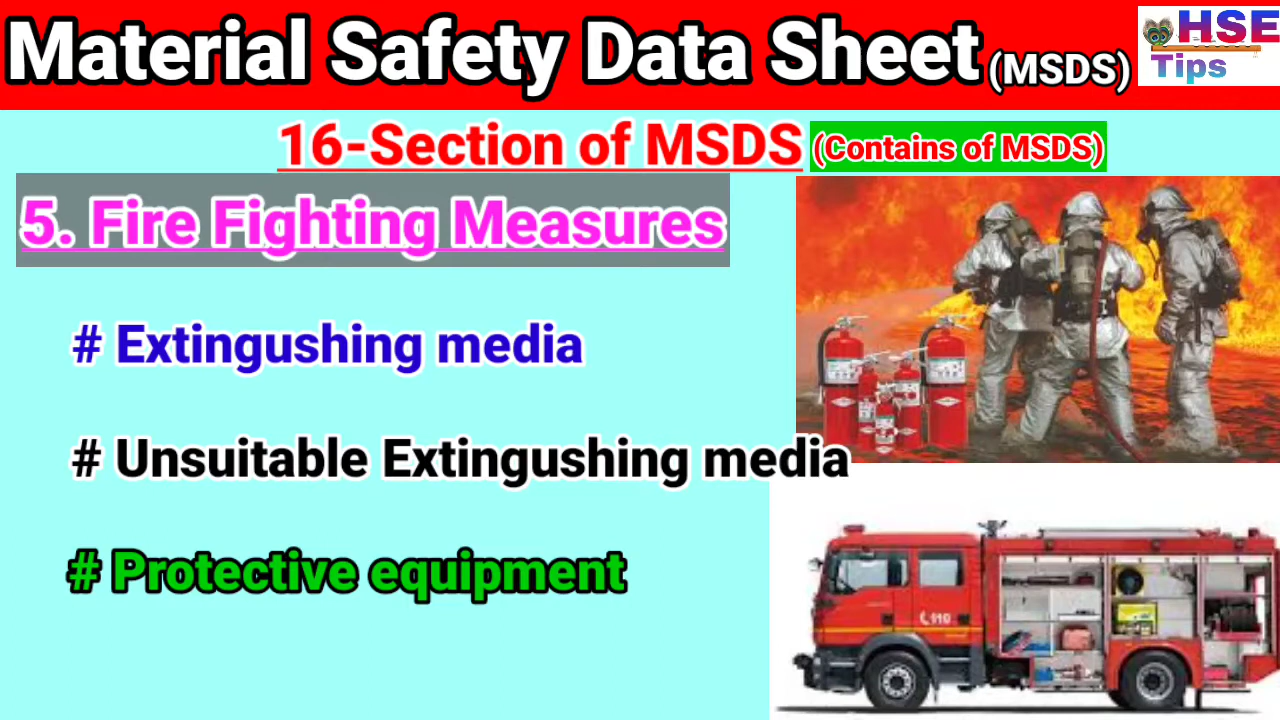 Material Safety Data Sheet (MSDS)
HSE
Tips
16-Section of MSDS (Contains of MSDS)
5. Fire Fighting Measures
# Extingushing media
# Unsuitable Extingushing media
# Protective equipment